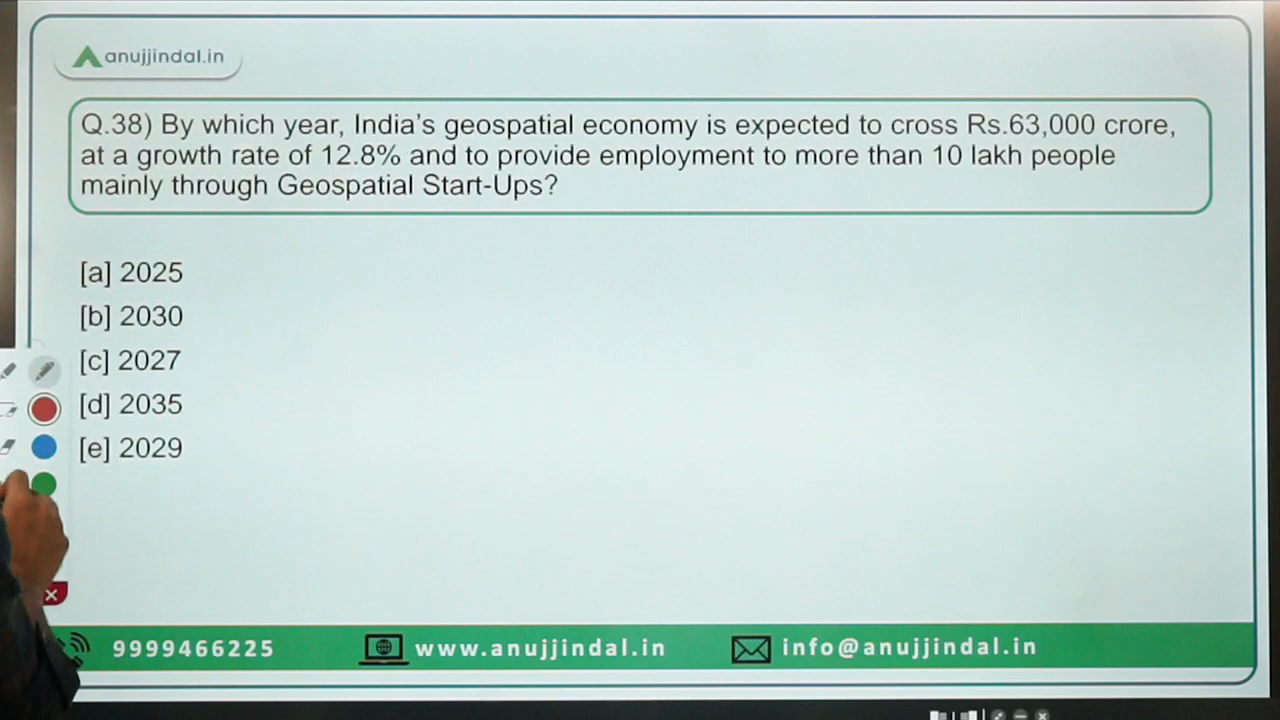 anujjindal.in
Q.38) By which year, India's geospatial economy is expected to cross Rs.63,000 crore,
at a growth rate of 12.8% and to provide employment to more than 10 lakh people
mainly through Geospatial Start-Ups?
[a] 2025
[b] 2030
[c] 2027
[d] 2035
[e] 2029
9999466225 www.anujjindal.in info@anujjindal.in